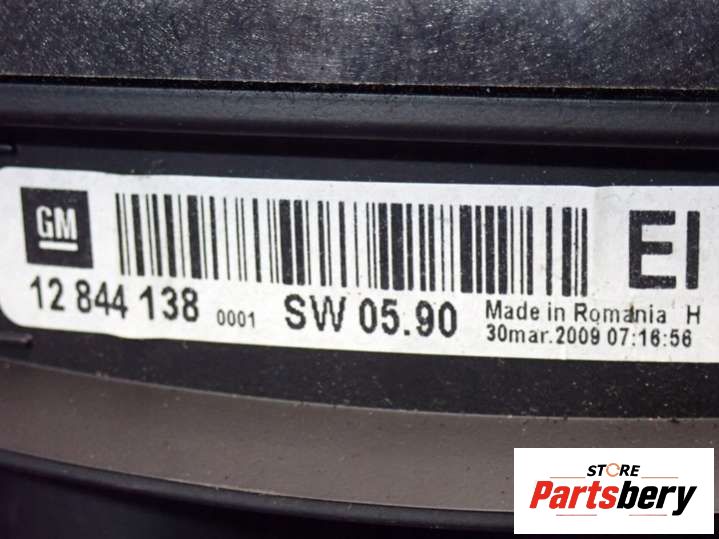 GM
EI
12 844 138 0001 SW 05.90
Made in Romania H
30mar.2009 07:16:56
STORE
Partsbery